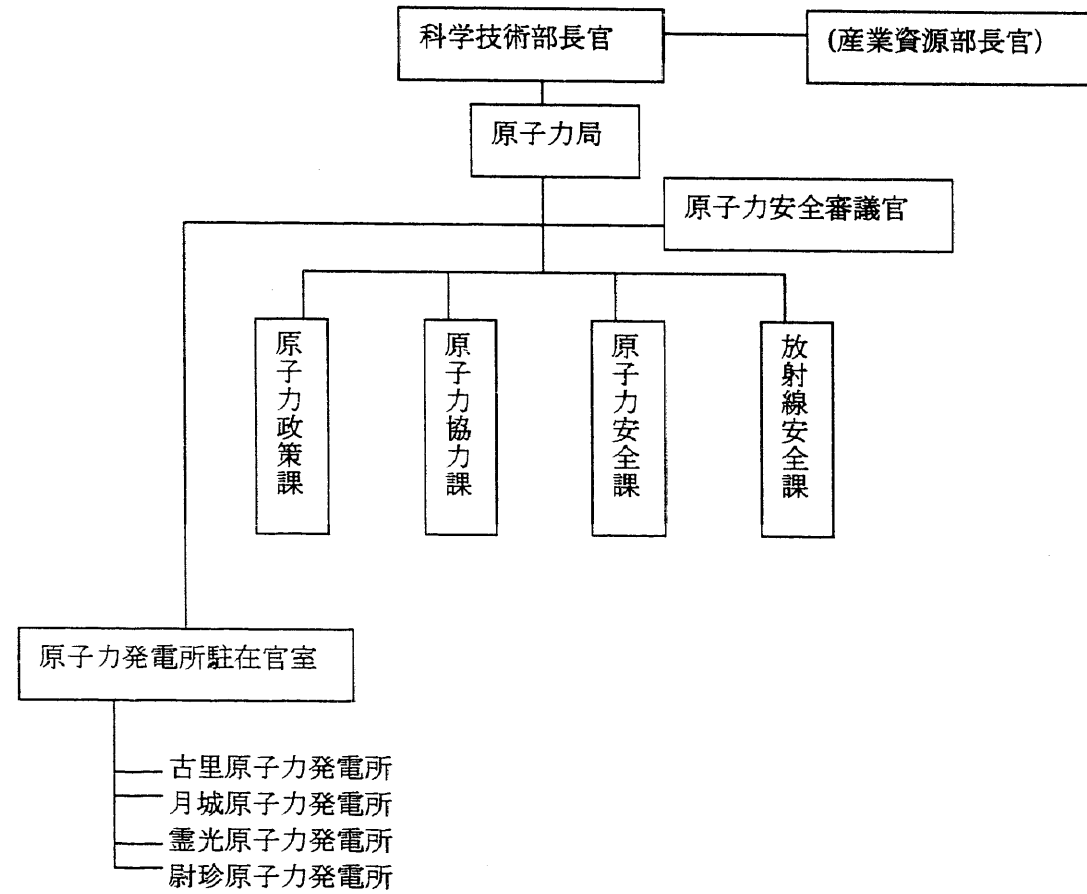 科学技術部長官
(産業資源部長官)
原子力局
原子力安全審議官
原子力政策課
原子力協力課
原子力安全課
放射線安全課
原子力発電所駐在官室
古里原子力発電所
月城原子力発電所
霊光原子力発電所
尉珍原子力発電所